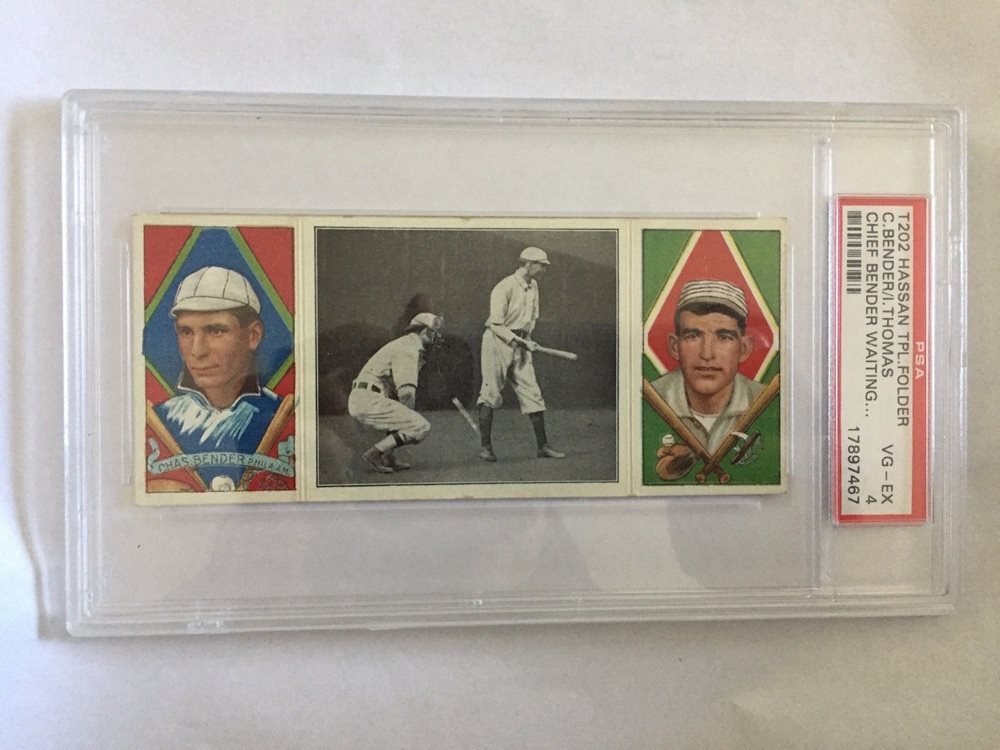 CHAS. BENDER PHILA. AM.
PSA
T202 HASSAN TPL.FOLDER
C.BENDER/I.THOMAS VG – EX
CHIEF BENDER WAITING... 4
17897467